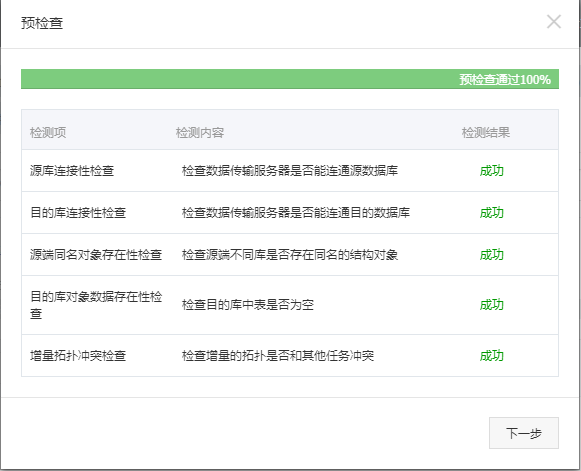 预检查
预检查通过100%
检测项 检测内容 检测结果
源库连接性检查 检查数据传输服务器是否能连通源数据库 成功
目的库连接性检查 检查数据传输服务器是否能连通目的数据库 成功
源端同名对象存在性检查 检查源端不同库是否存在同名的结构对象 成功
目的库对象数据存在性检
查 检查目的库中表是否为空 成功
增量拓扑冲突检查 检查增量的拓扑是否和其他任务冲突 成功
下一步